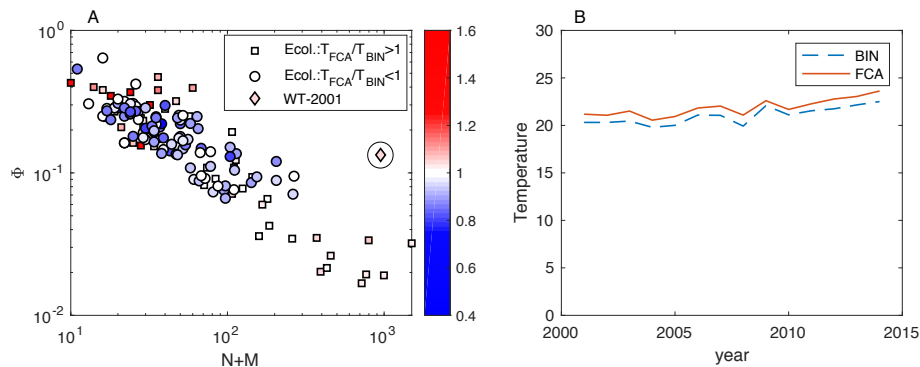 A
10^0
10^-1
10^-2
Φ
10^1
10^2
10^3
N+M
Ecol.:T_FCA/T_BIN>1
Ecol.:T_FCA/T_BIN<1
WT-2001
1.6
1.4
1.2
1
0.8
0.6
0.4
B
30
25
20
15
10
5
0
Temperature
2000
2005
2010
2015
year
BIN
FCA